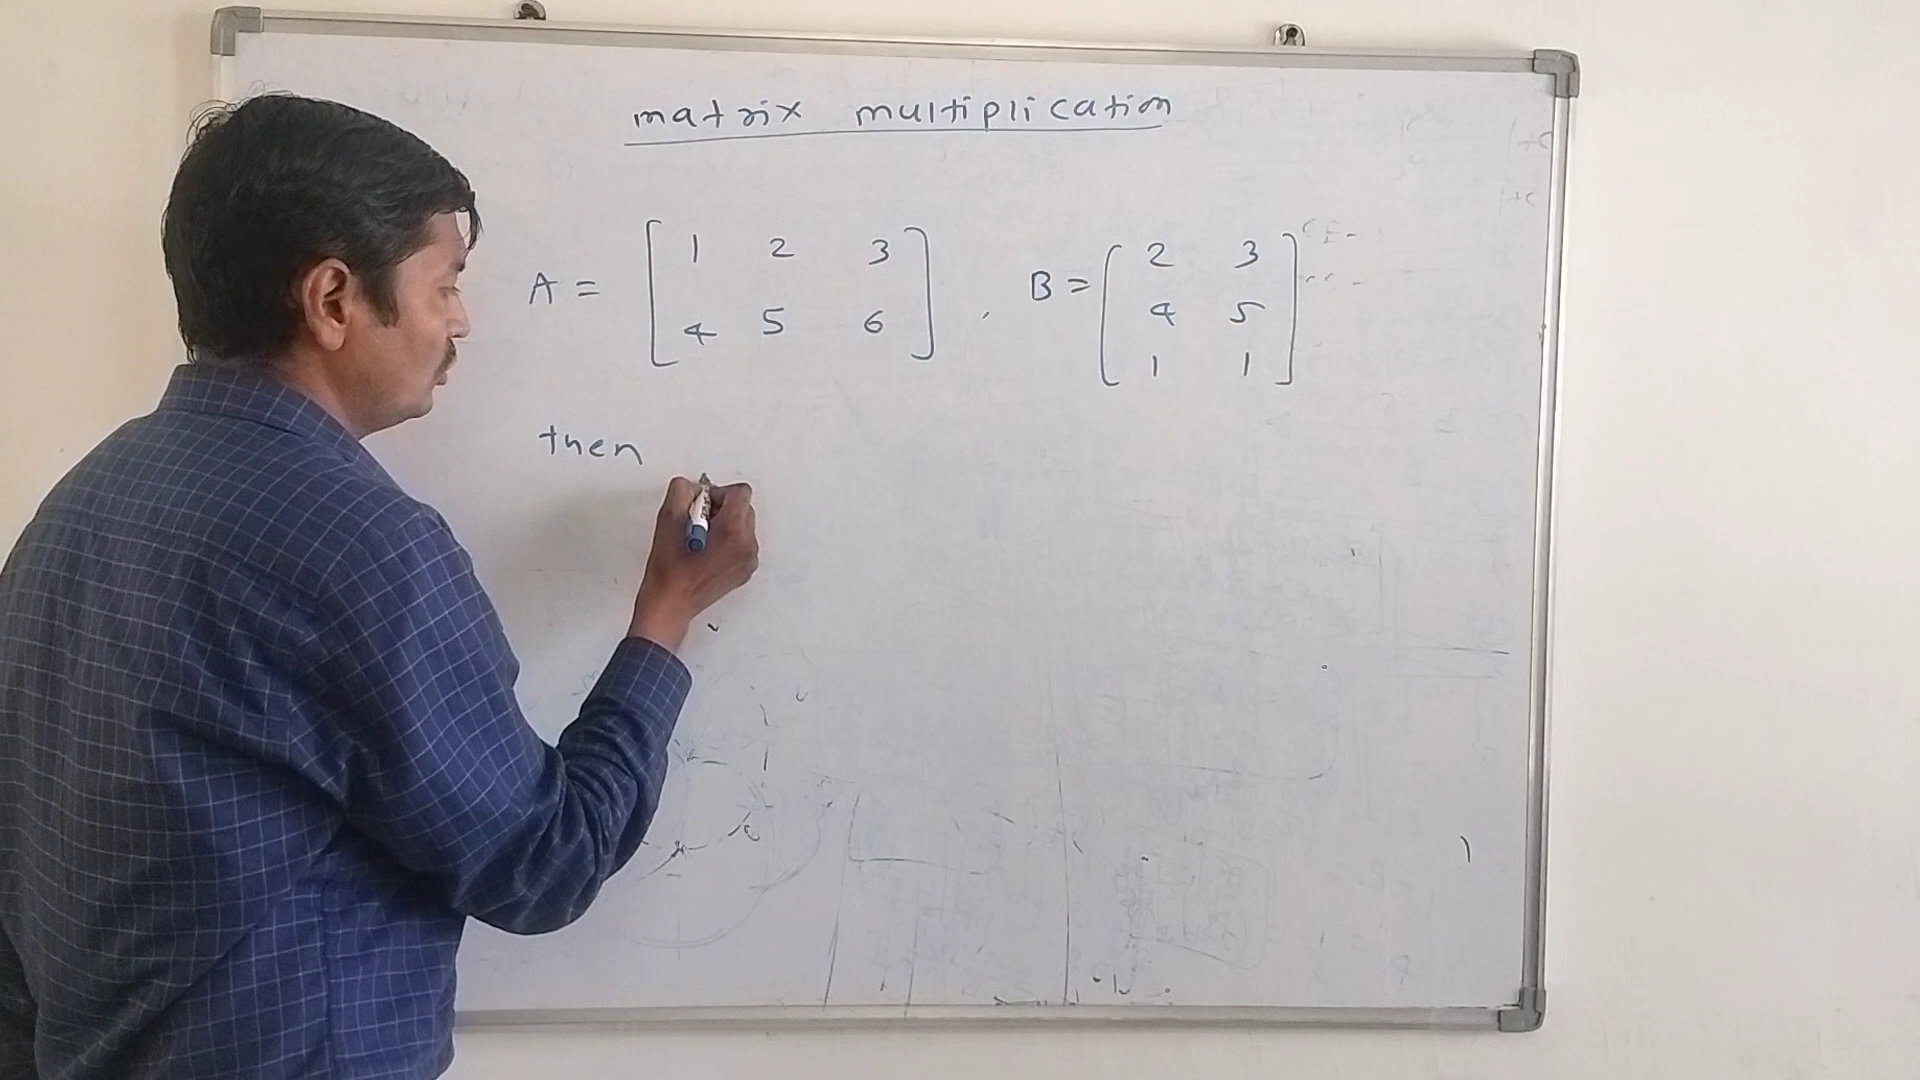 matrix multiplication
A = [ 1 2 3
4 5 6 ] , B = [ 2 3
4 5
1 1 ]
then